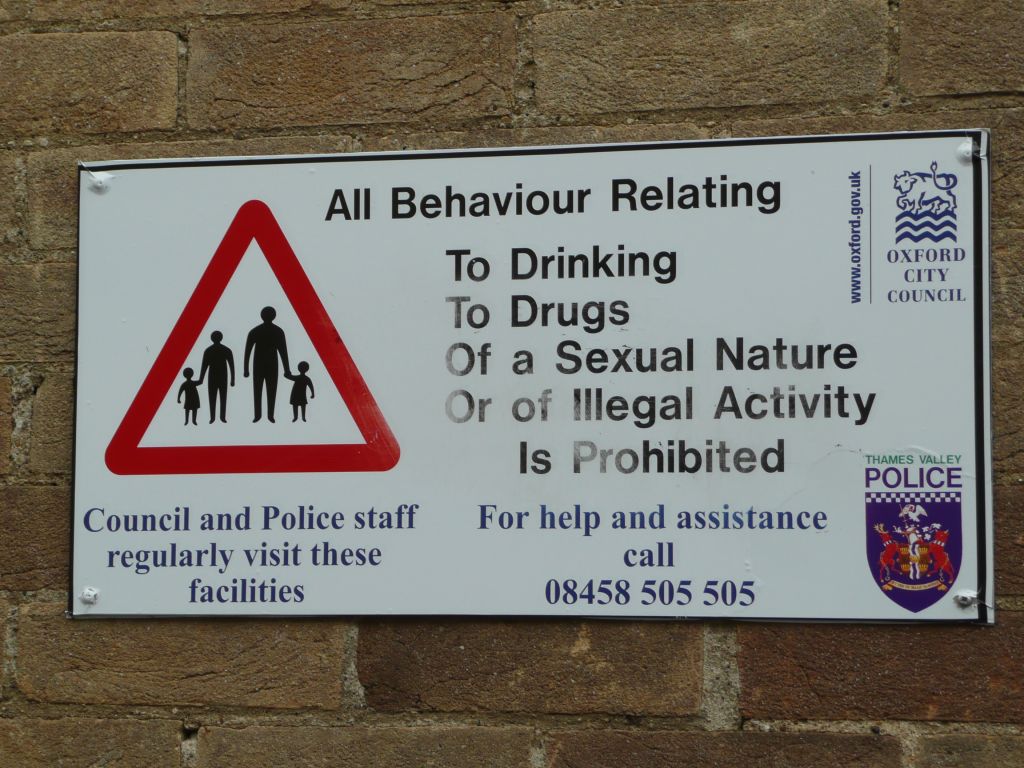 All Behaviour Relating
To Drinking
To Drugs
Of a Sexual Nature
Or of Illegal Activity
Is Prohibited
Council and Police staff
regularly visit these
facilities
For help and assistance
call
08458 505 505
www.oxford.gov.uk
OXFORD
CITY
COUNCIL
THAMES VALLEY
POLICE